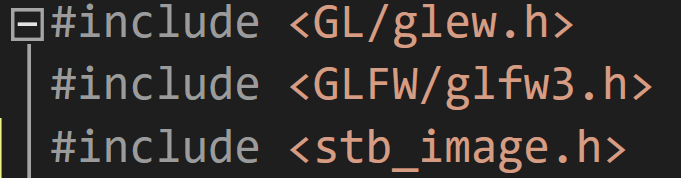 #include <GL/glew.h>
#include <GLFW/glfw3.h>
#include <stb_image.h>